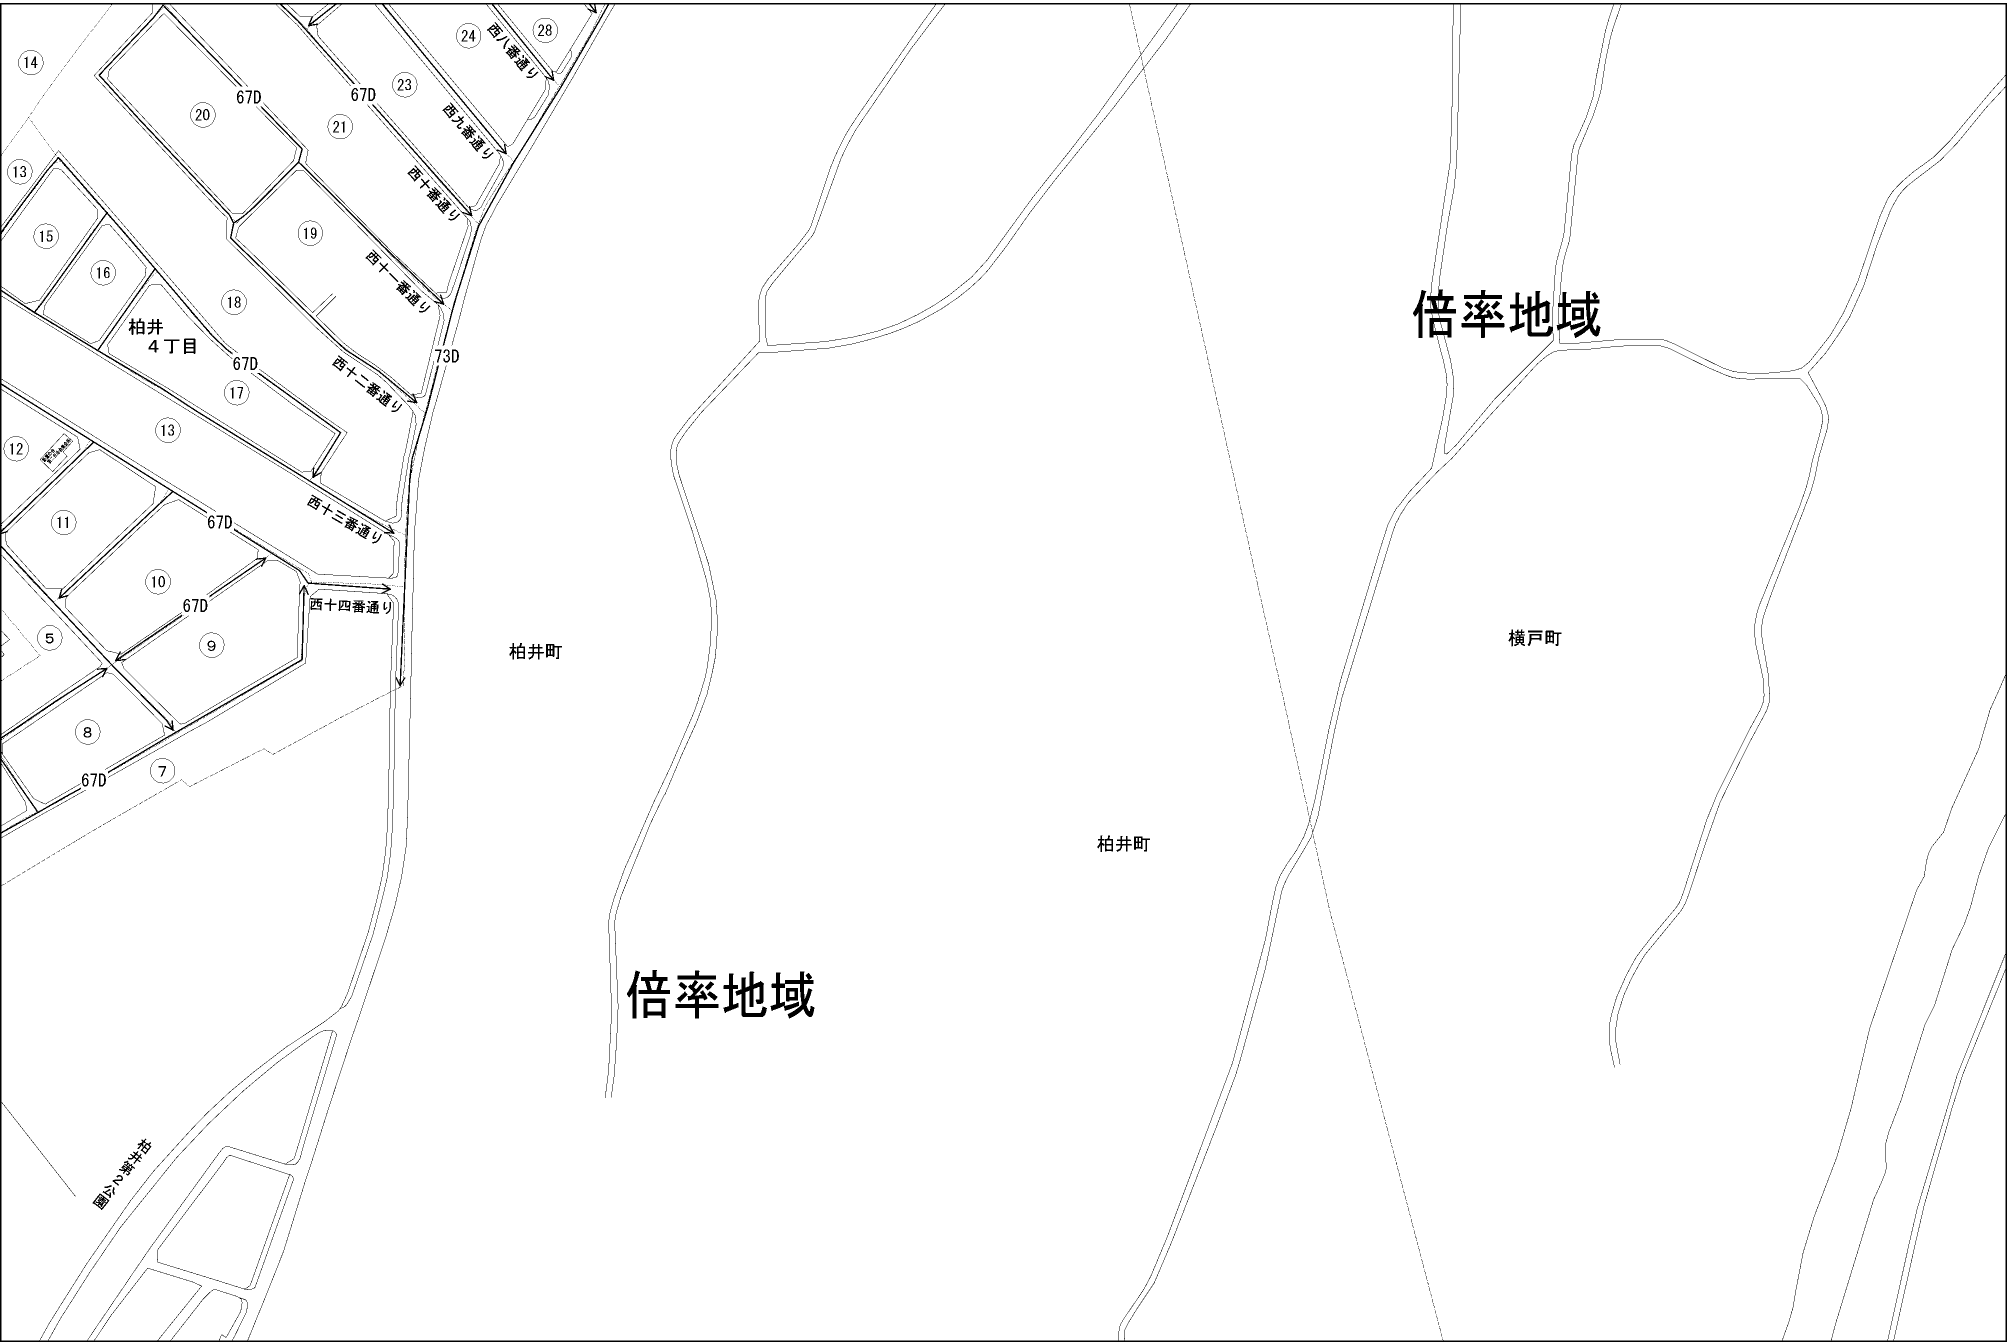 28
24
西八番通り
14
23
67D
67D
20
21
西九番通り
13
西十番通り
15
19
16
西十一番通り
18
倍率地域
柏井
４丁目
73D
67D
西十二番通り
17
13
12
11
67D
西十三番通り
10
67D
西十四番通り
5
9
柏井町
横戸町
8
7
67D
柏井町
倍率地域
柏井第２公園